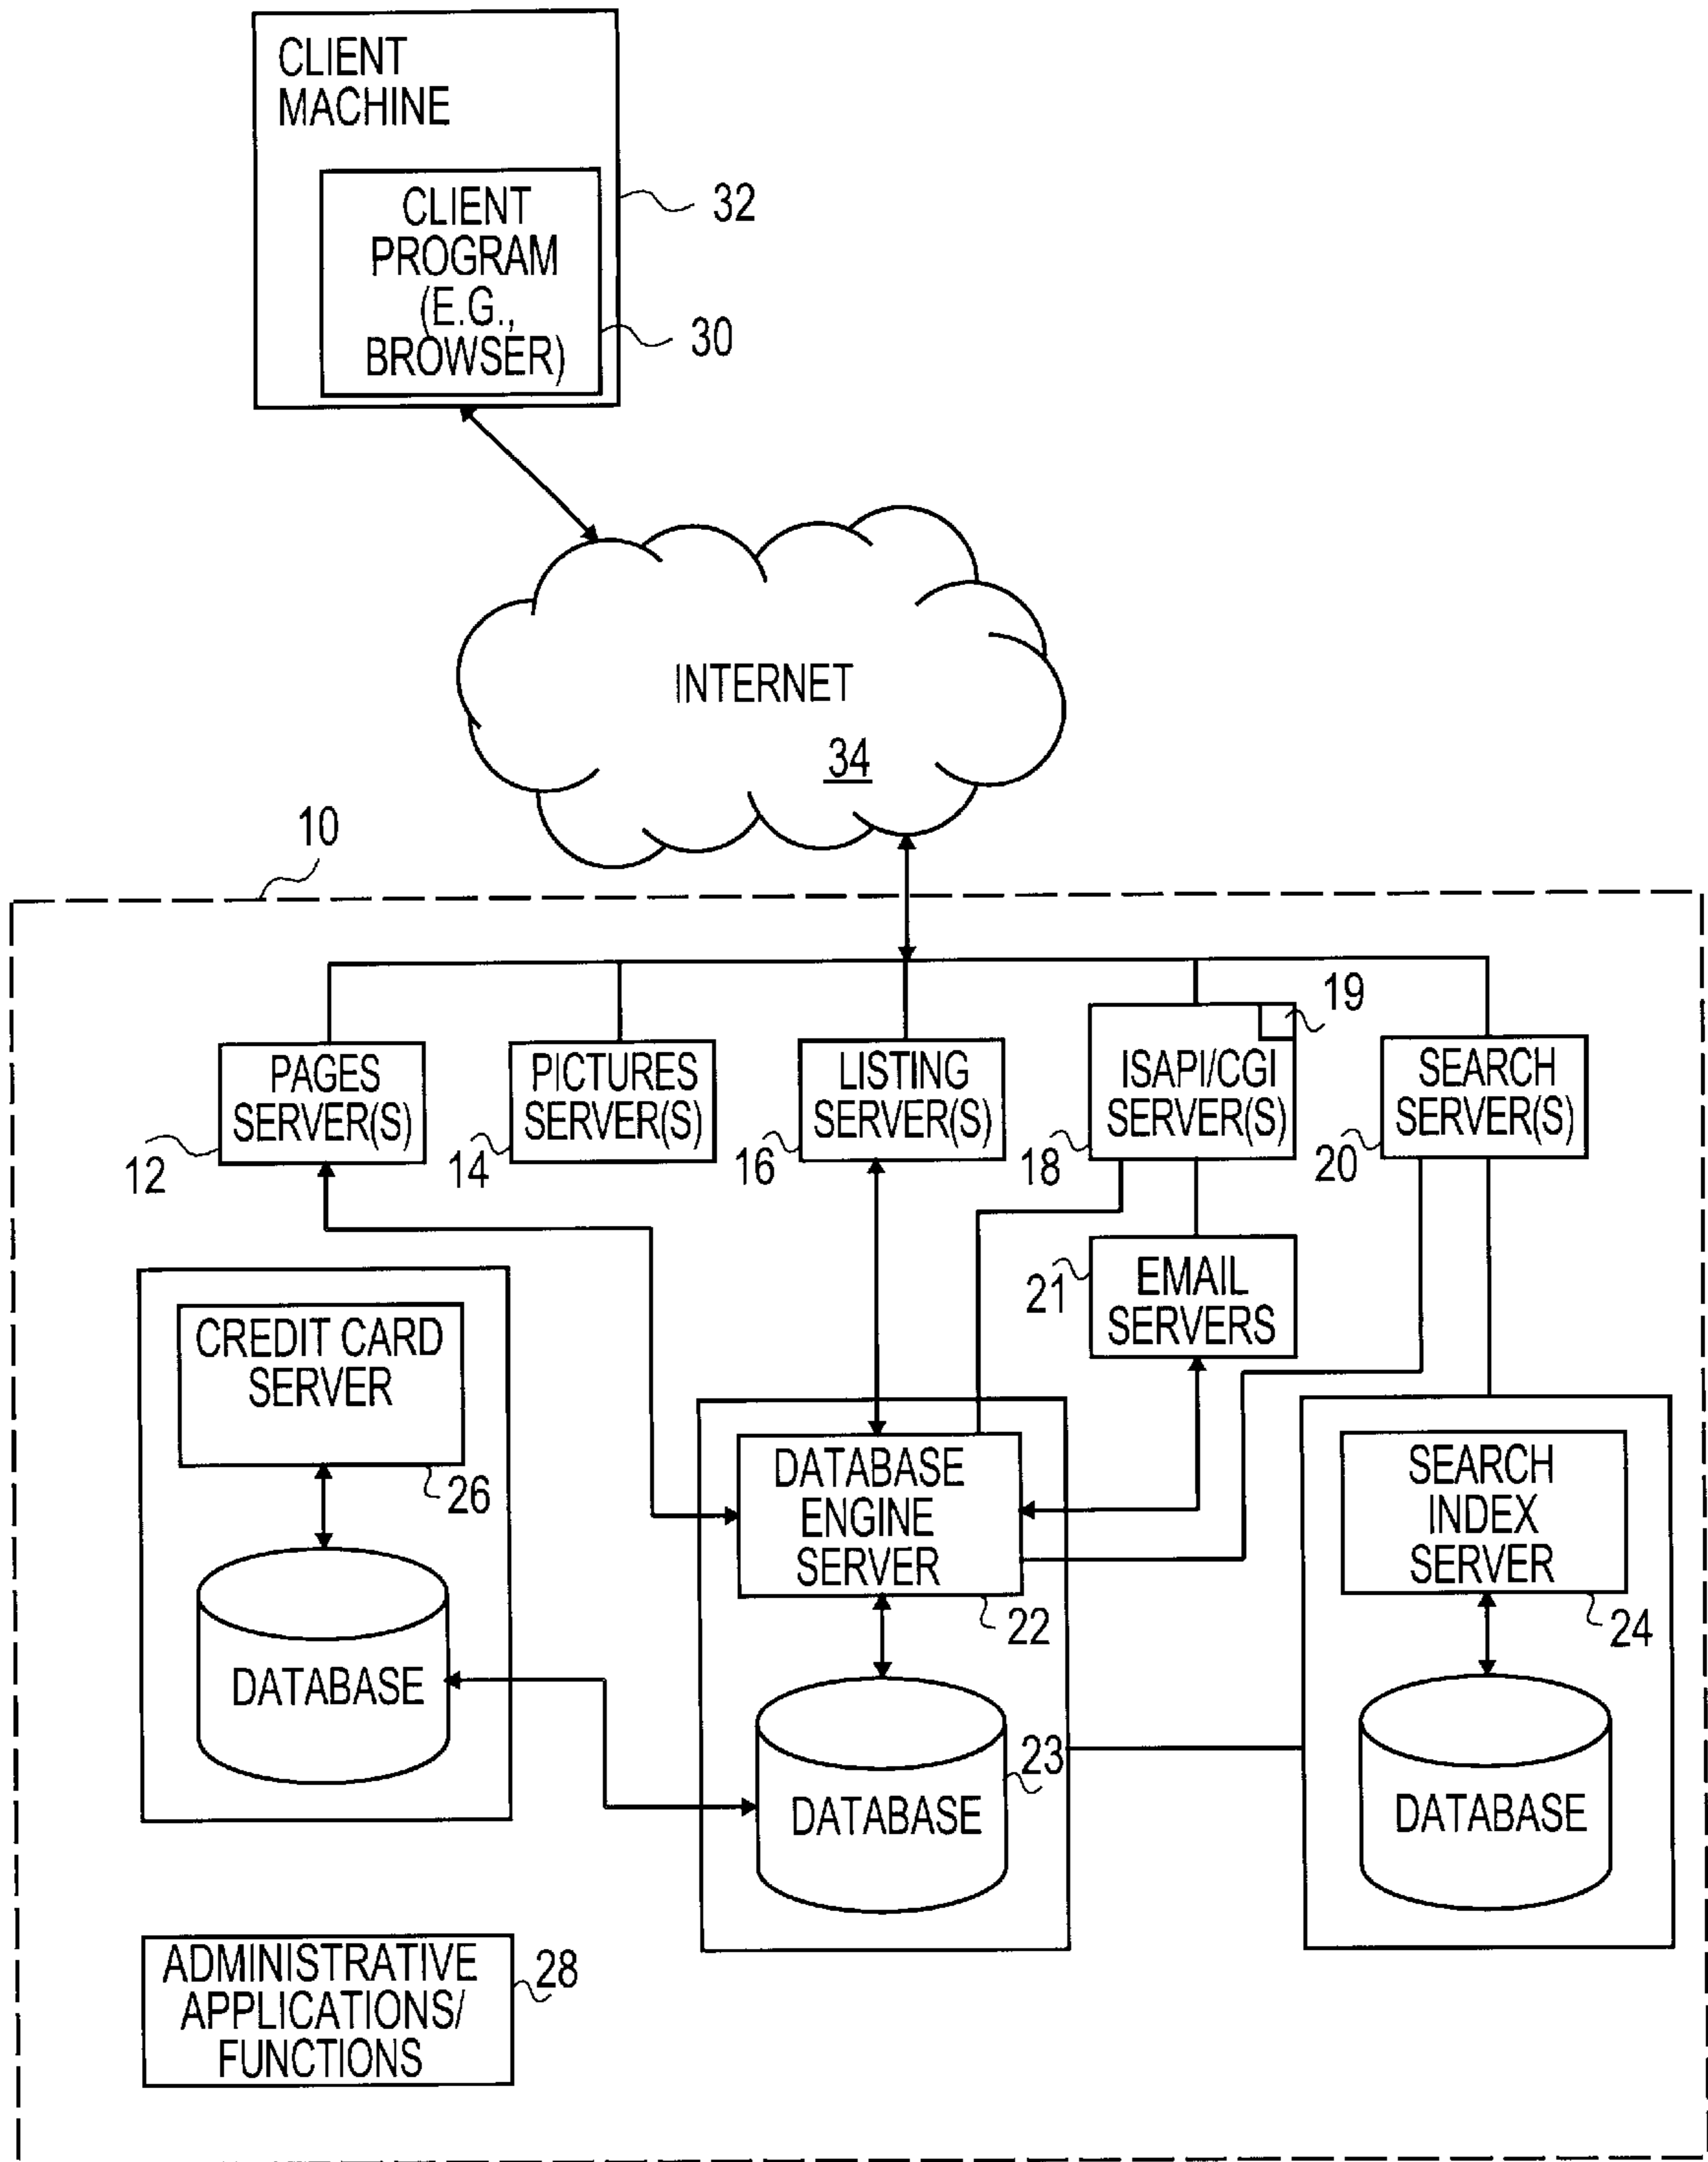 CLIENT
MACHINE
CLIENT
PROGRAM
(E.G.,
BROWSER)
32
30
INTERNET
34
10
19
PAGES
SERVER(S)
12
PICTURES
SERVER(S)
14
LISTING
SERVER(S)
16
ISAPI/CGI
SERVER(S)
18
SEARCH
SERVER(S)
20
EMAIL
SERVERS
21
CREDIT CARD
SERVER
26
DATABASE
DATABASE
ENGINE
SERVER
22
DATABASE
23
SEARCH
INDEX
SERVER
24
DATABASE
ADMINISTRATIVE
APPLICATIONS/
FUNCTIONS
28